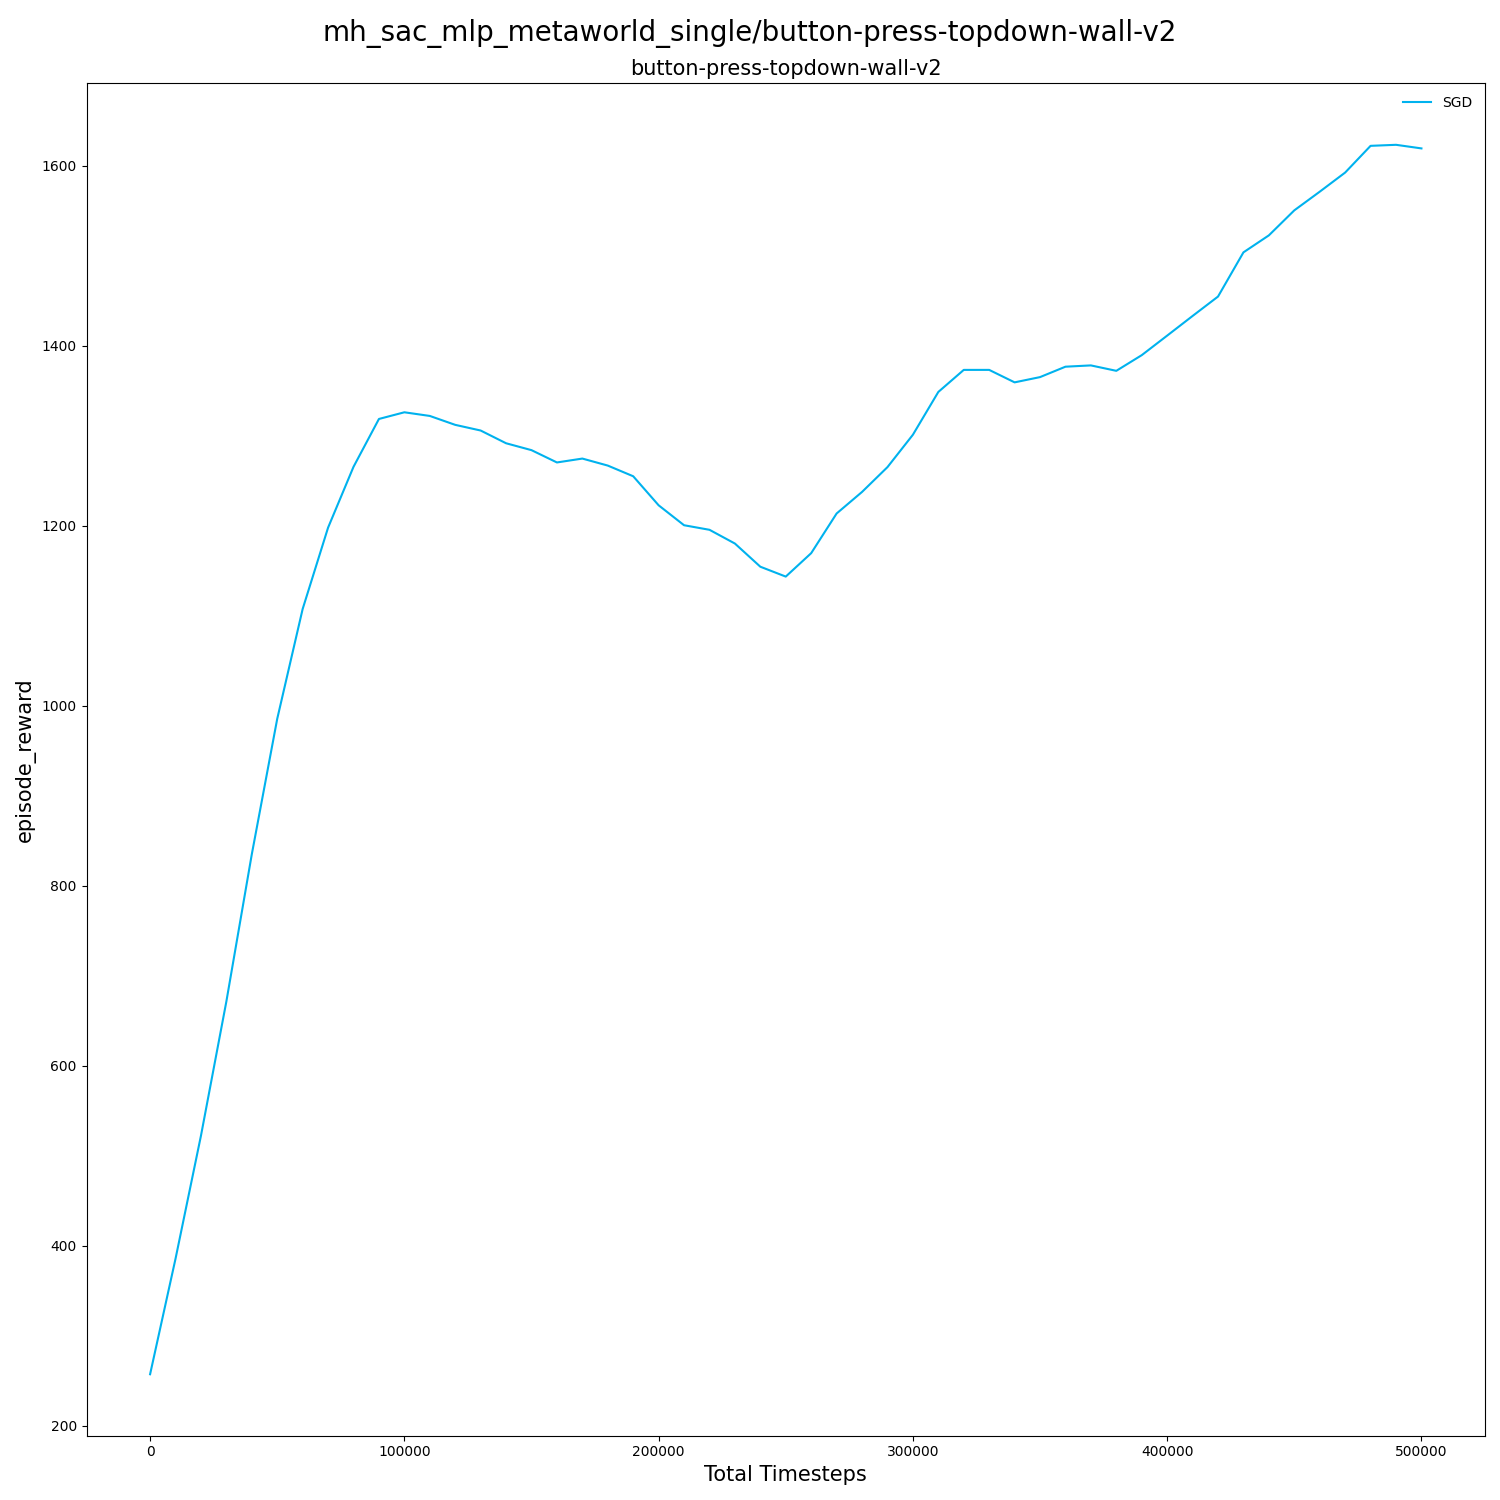 mh_sac_mlp_metaworld_single/button-press-topdown-wall-v2
button-press-topdown-wall-v2
SGD
1600
1400
1200
1000
800
600
400
200
episode_reward
0 100000 200000 300000 400000 500000
Total Timesteps